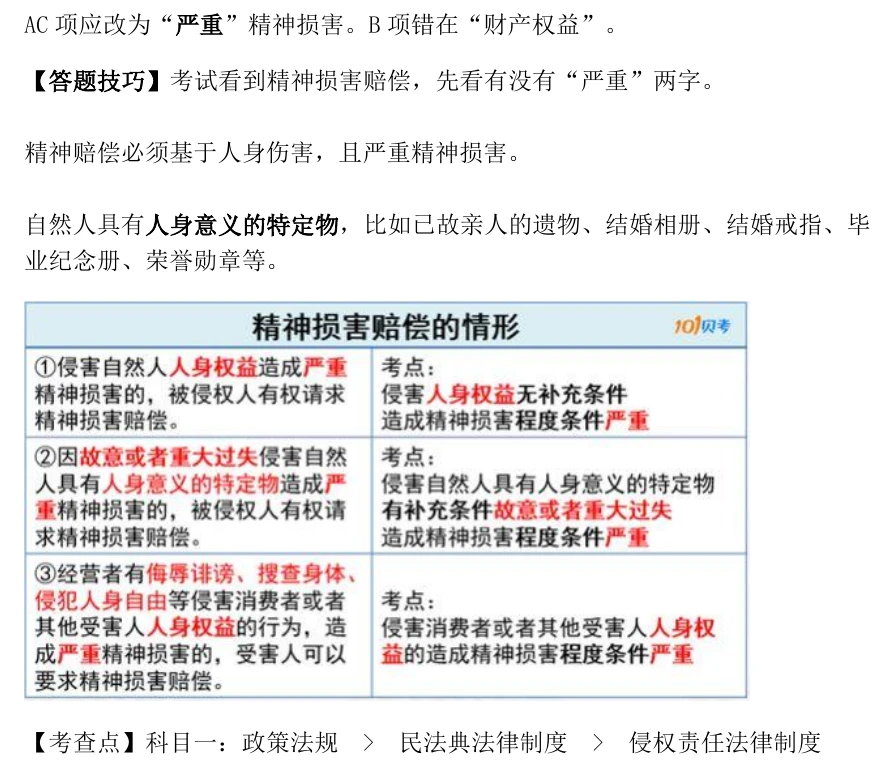 AC 项应改为“严重”精神损害。B 项错在“财产权益”。
【答题技巧】考试看到精神损害赔偿，先看有没有“严重”两字。
精神赔偿必须基于人身伤害，且严重精神损害。
自然人具有人身意义的特定物，比如已故亲人的遗物、结婚相册、结婚戒指、毕
业纪念册、荣誉勋章等。
精神损害赔偿的情形
101贝考
①侵害自然人人身权益造成严重
精神损害的，被侵权人有权请求
精神损害赔偿。
考点：
侵害人身权益无补充条件
造成精神损害程度条件严重
②因故意或者重大过失侵害自然
人具有人身意义的特定物造成严
重精神损害的，被侵权人有权请
求精神损害赔偿。
考点：
侵害自然人具有人身意义的特定物
有补充条件故意或者重大过失
造成精神损害程度条件严重
③经营者有侮辱诽谤、搜查身体、
侵犯人身自由等侵害消费者或者
其他受害人人身权益的行为，造
成严重精神损害的，受害人可以
要求精神损害赔偿。
考点：
侵害消费者或者其他受害人人身权
益的造成精神损害程度条件严重
【考查点】科目一：政策法规 > 民法典法律制度 > 侵权责任法律制度